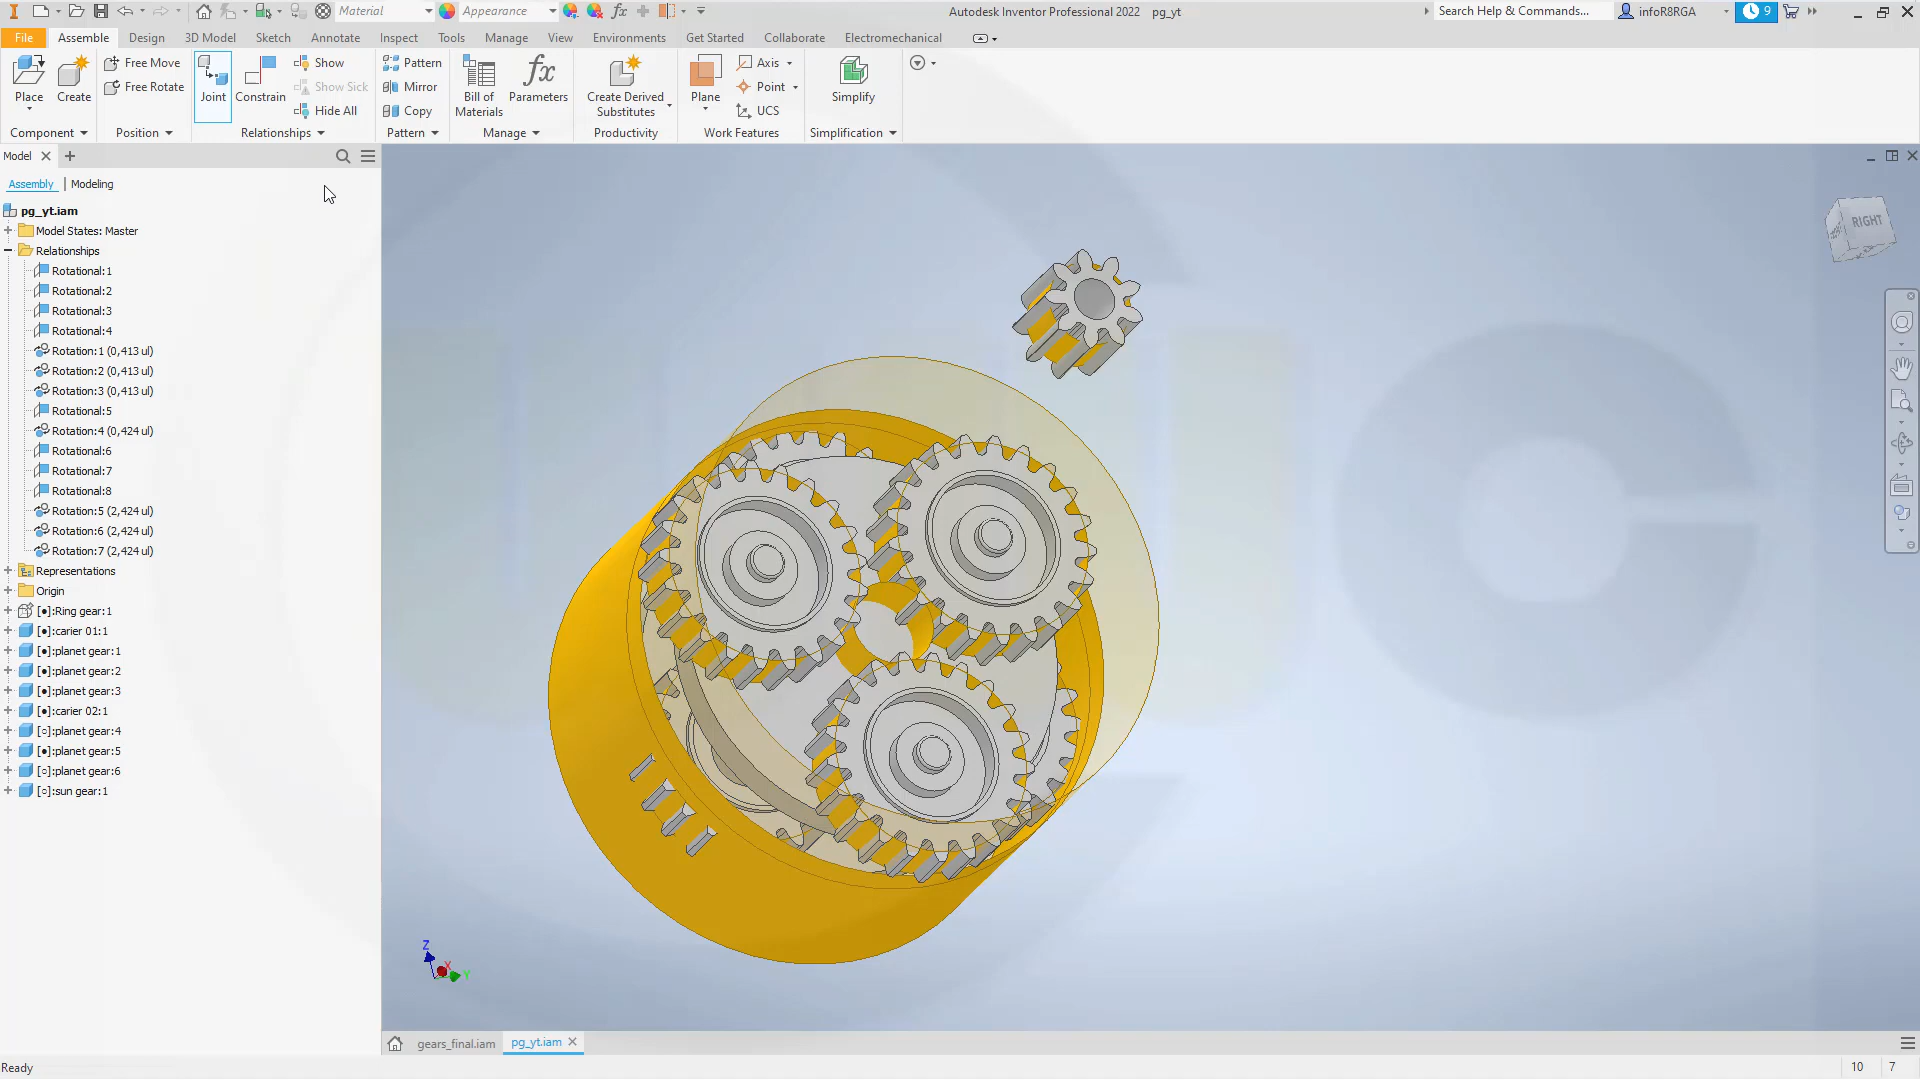 Material Appearance fx Autodesk Inventor Professional 2022 pg_yt Search Help & Commands... infoR8RGA 9
File Assemble Design 3D Model Sketch Annotate Inspect Tools Manage View Environments Get Started Collaborate Electromechanical
Place Create Free Move Free Rotate Joint Constrain Show Show Sick Hide All Pattern Mirror Copy Bill of Materials fx Parameters Create Derived Substitutes Plane Axis Point UCS Simplify
Component Position Relationships Pattern Manage Productivity Work Features Simplification
Model
Assembly | Modeling
pg_yt.iam
Model States: Master
Relationships
Rotational:1
Rotational:2
Rotational:3
Rotational:4
Rotation:1 (0,413 ul)
Rotation:2 (0,413 ul)
Rotation:3 (0,413 ul)
Rotational:5
Rotation:4 (0,424 ul)
Rotational:6
Rotational:7
Rotational:8
Rotation:5 (2,424 ul)
Rotation:6 (2,424 ul)
Rotation:7 (2,424 ul)
Representations
Origin
[●]:Ring gear:1
[●]:carier 01:1
[●]:planet gear:1
[●]:planet gear:2
[●]:planet gear:3
[●]:carier 02:1
[○]:planet gear:4
[●]:planet gear:5
[○]:planet gear:6
[○]:sun gear:1
RIGHT
Z
X
Y
gears_final.iam pg_yt.iam
Ready 10 7